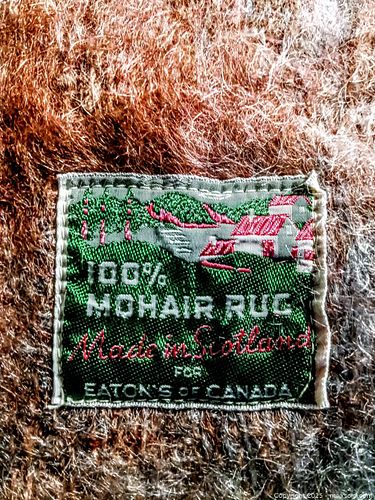 100%
MOHAIR RUG
Made in Scotland
FOR
EATON'S OF CANADA